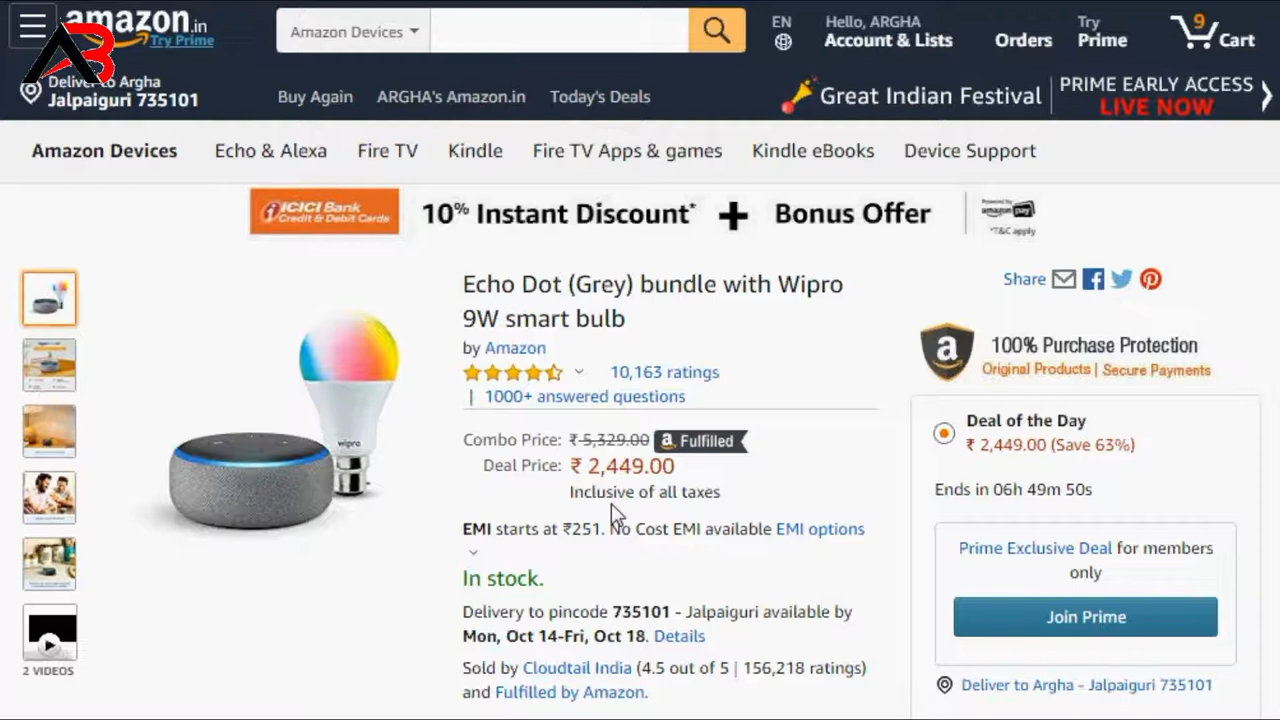 amazon.in
Try Prime
AB
Deliver to Argha
Jalpaiguri 735101
Amazon Devices
EN
Hello, ARGHA
Account & Lists
Orders
Try
Prime
9
Cart
Buy Again
ARGHA's Amazon.in
Today's Deals
Great Indian Festival
PRIME EARLY ACCESS
LIVE NOW
Amazon Devices
Echo & Alexa
Fire TV
Kindle
Fire TV Apps & games
Kindle eBooks
Device Support
ICICI Bank
Credit & Debit Cards
10% Instant Discount* + Bonus Offer
Powered by
amazon pay
*T&C apply
Echo Dot (Grey) bundle with Wipro
9W smart bulb
by Amazon
10,163 ratings
| 1000+ answered questions
Combo Price: ₹ 5,329.00 a Fulfilled
Deal Price: ₹ 2,449.00
Inclusive of all taxes
EMI starts at ₹251. No Cost EMI available EMI options
In stock.
Delivery to pincode 735101 - Jalpaiguri available by
Mon, Oct 14-Fri, Oct 18. Details
Sold by Cloudtail India (4.5 out of 5 | 156,218 ratings)
and Fulfilled by Amazon.
wipro
2 VIDEOS
Share
a
100% Purchase Protection
Original Products | Secure Payments
Deal of the Day
₹ 2,449.00 (Save 63%)
Ends in 06h 49m 50s
Prime Exclusive Deal for members
only
Join Prime
Deliver to Argha - Jalpaiguri 735101